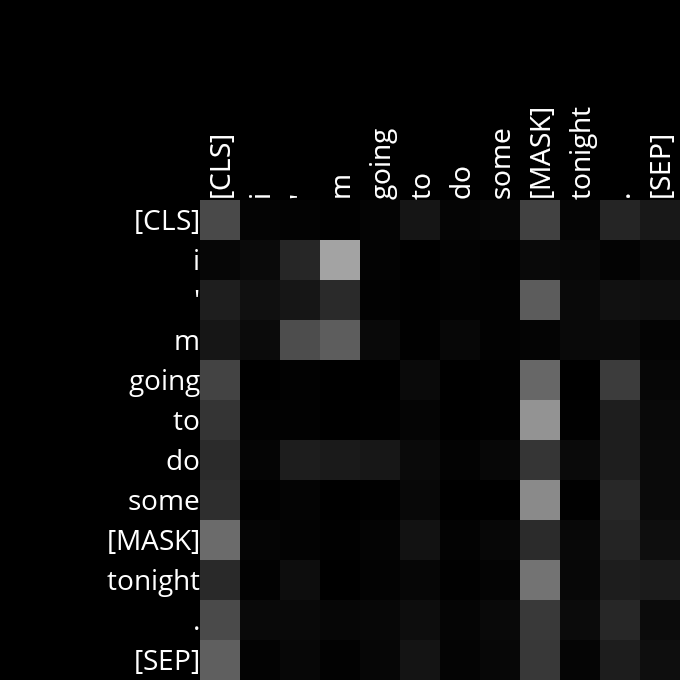 [CLS] i ' m going to do some [MASK] tonight . [SEP]
[CLS]
i
'
m
going
to
do
some
[MASK]
tonight
.
[SEP]